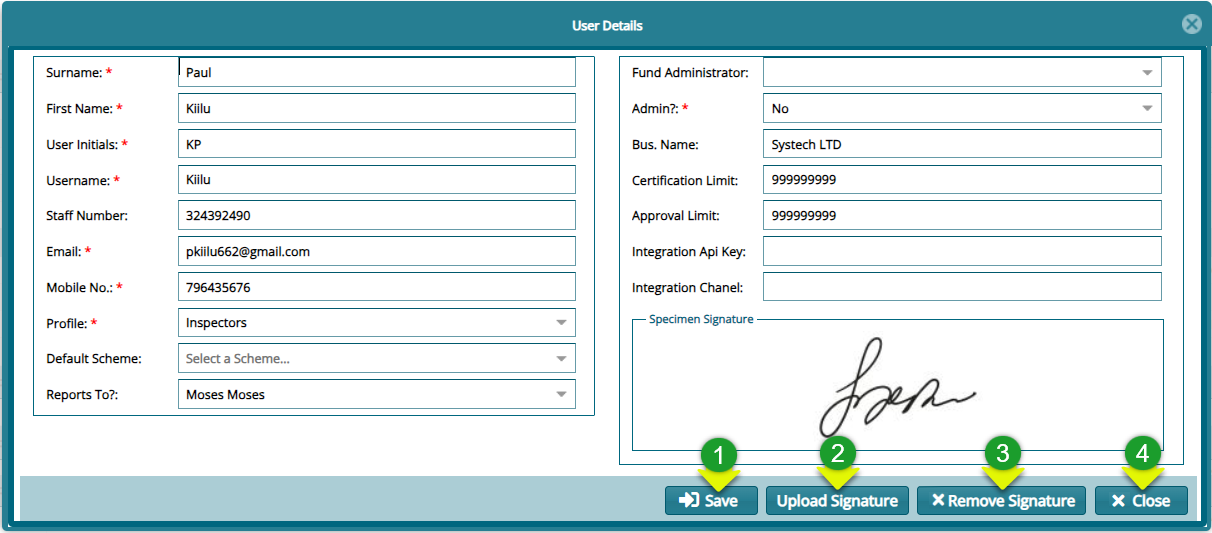 User Details
Surname: * Paul
First Name: * Kiilu
User Initials: * KP
Username: * Kiilu
Staff Number: 324392490
Email: * pkiilu662@gmail.com
Mobile No.: * 796435676
Profile: * Inspectors
Default Scheme: Select a Scheme...
Reports To?: Moses Moses
Fund Administrator:
Admin?: * No
Bus. Name: Systech LTD
Certification Limit: 999999999
Approval Limit: 999999999
Integration Api Key:
Integration Chanel:
Specimen Signature
1 2 3 4
Save Upload Signature Remove Signature Close